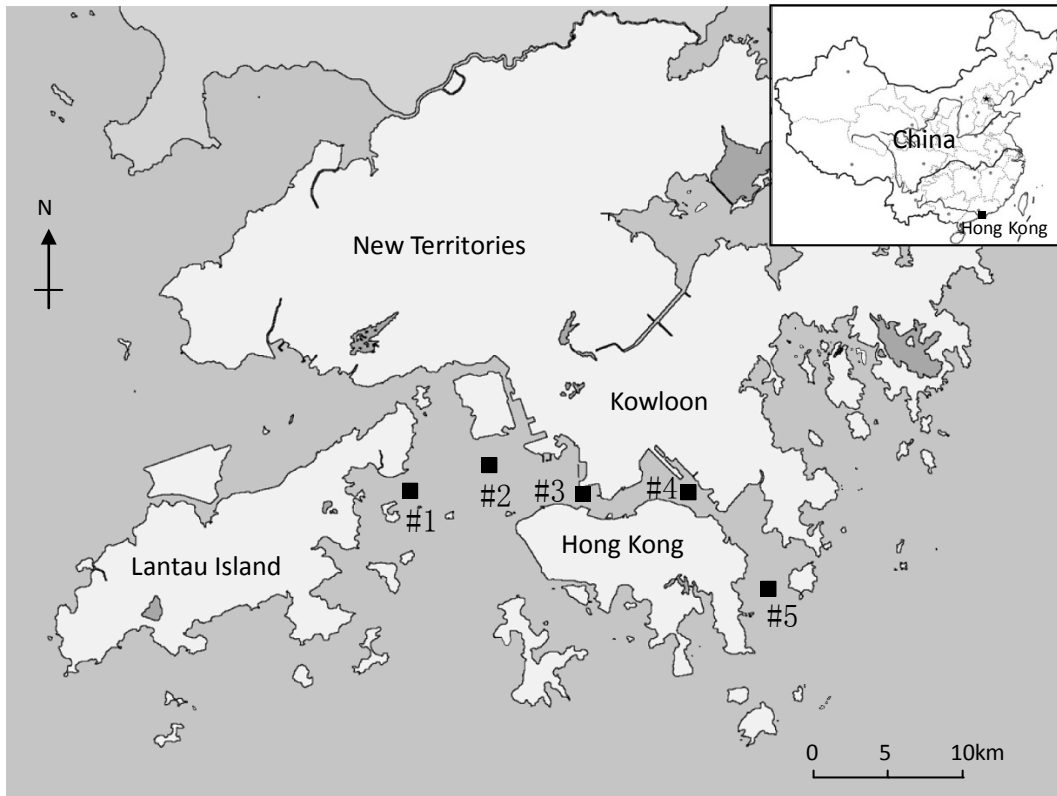 China
Hong Kong
N
New Territories
Kowloon
#1
#2
#3
#4
Lantau Island
Hong Kong
#5
0 5 10km